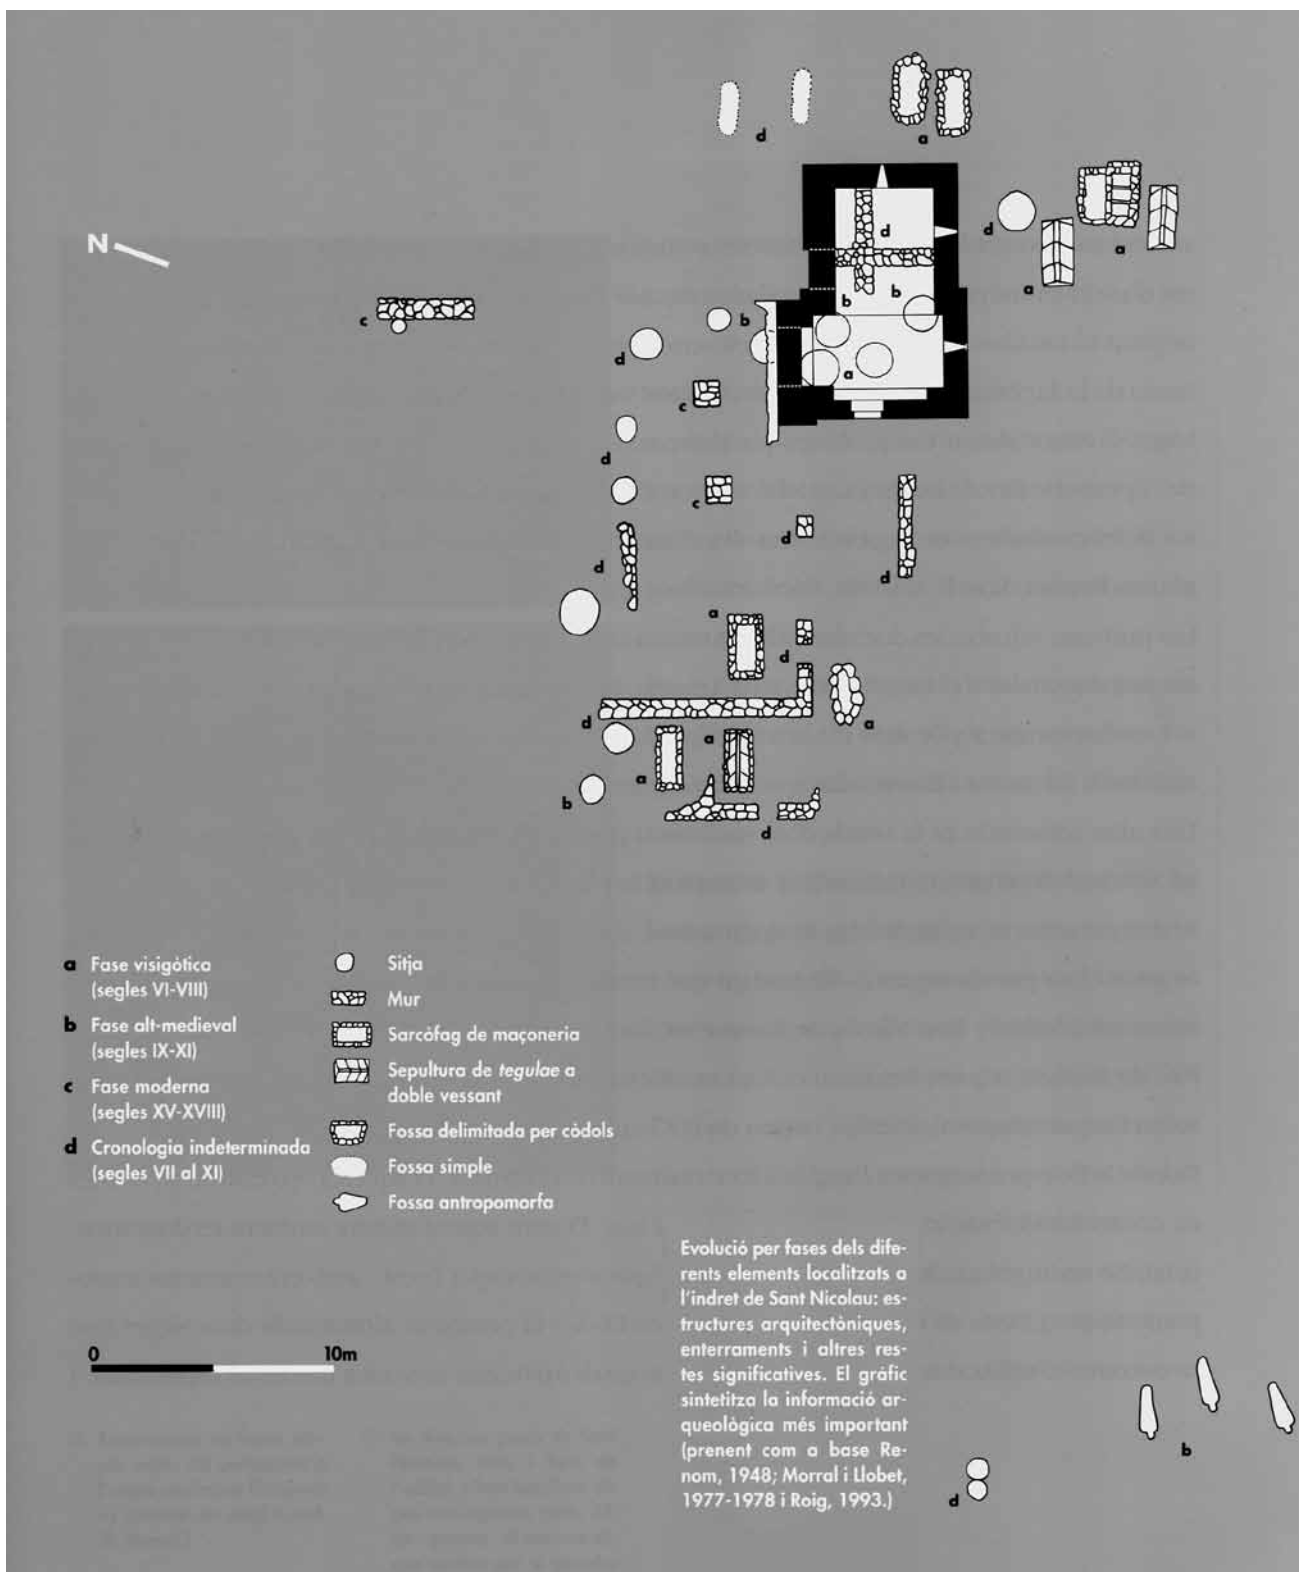 d
a
N
d
d
a
a
b
b
c
b
d
a
c
d
c
d
d
d
a
d
d
a
a
a
b
d
a Fase visigòtica
(segles VI-VIII)
b Fase alt-medieval
(segles IX-XI)
c Fase moderna
(segles XV-XVIII)
d Cronologia indeterminada
(segles VII al XI)
Sitja
Mur
Sarcòfag de maçoneria
Sepultura de tegulae a
doble vessant
Fossa delimitada per còdols
Fossa simple
Fossa antropomorfa
0 10m
Evolució per fases dels dife-
rents elements localitzats a
l'indret de Sant Nicolau: es-
tructures arquitectòniques,
enterraments i altres res-
tes significatives. El gràfic
sintetitza la informació ar-
queològica més important
(prenent com a base Re-
nom, 1948; Morral i Llobet,
1977-1978 i Roig, 1993.)
b
d